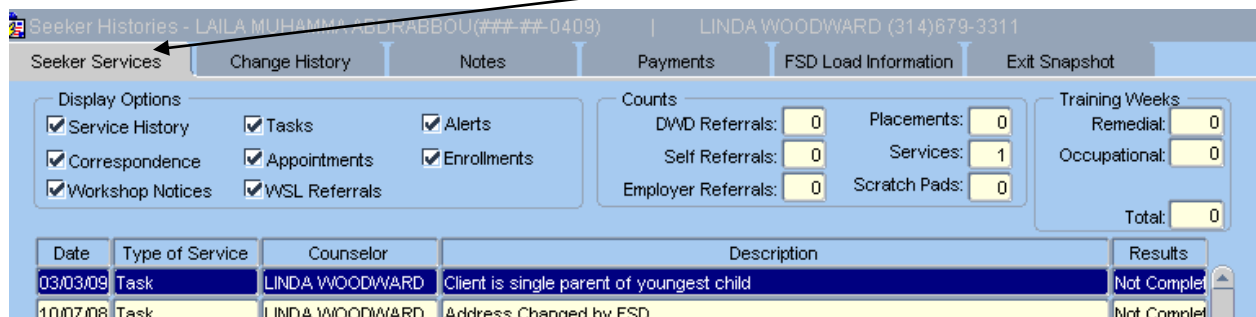 Seeker Histories - LAILA MUHAMMA ABDRABBOU(###-##-0409) | LINDA WOODWARD (314)679-3311
Seeker Services Change History Notes Payments FSD Load Information Exit Snapshot
Display Options Counts Training Weeks
Service History Tasks Alerts DWD Referrals: 0 Placements: 0 Remedial: 0
Correspondence Appointments Enrollments Self Referrals: 0 Services: 1 Occupational: 0
Workshop Notices WSL Referrals Employer Referrals: 0 Scratch Pads: 0
Total: 0
Date Type of Service Counselor Description Results
03/03/09 Task LINDA WOODWARD Client is single parent of youngest child Not Complet
10/07/08 Task LINDA WOODWARD Address Changed by FSD Not Complet